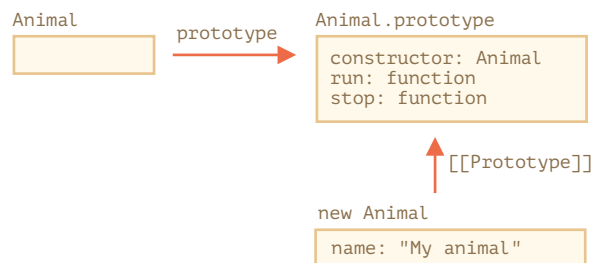 Animal
prototype
Animal.prototype
constructor: Animal
run: function
stop: function
[[Prototype]]
new Animal
name: "My animal"